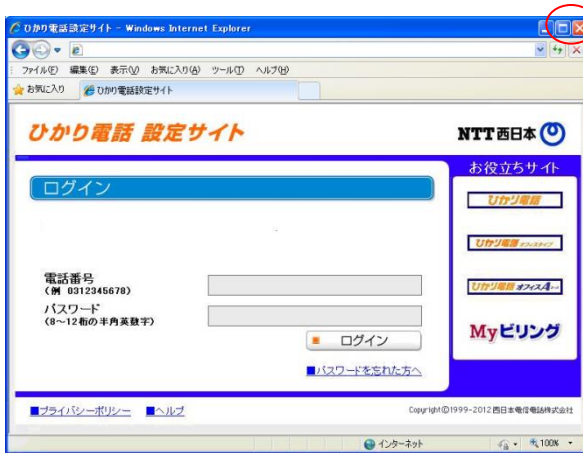 ひかり電話設定サイト - Windows Internet Explorer
ファイル(F) 編集(E) 表示(V) お気に入り(A) ツール(T) ヘルプ(H)
お気に入り ひかり電話設定サイト
ひかり電話 設定サイト
NTT西日本
お役立ちサイト
ログイン
ひかり電話
ひかり電話 オフィスタイプ
ひかり電話 オフィスA
電話番号
(例 0312345678)
パスワード
(8～12桁の半角英数字)
ログイン
Myビリング
■パスワードを忘れた方へ
■プライバシーポリシー ■ヘルプ
Copyright©1999-2012 西日本電信電話株式会社
インターネット 100%